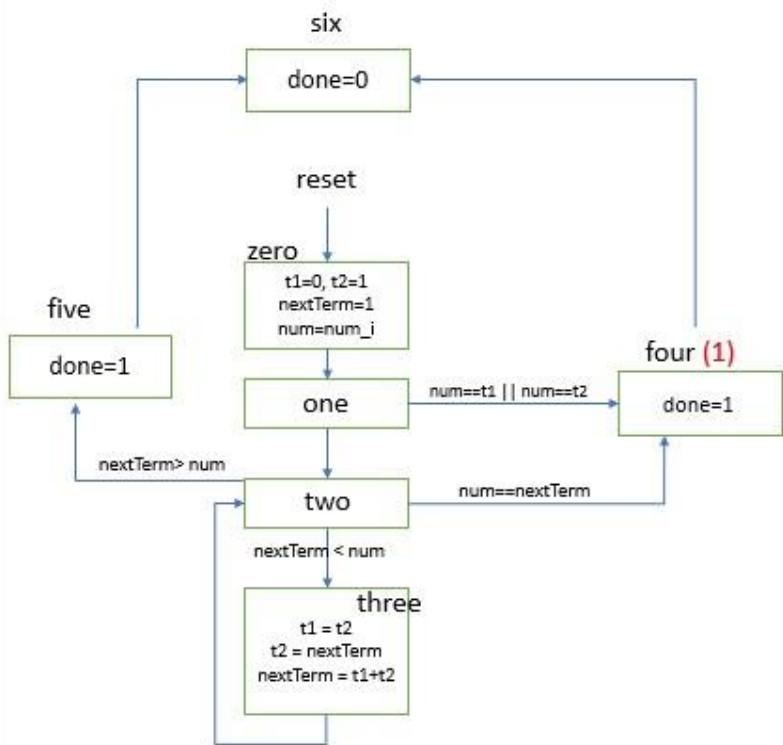 six
done=0
reset
zero
t1=0, t2=1
nextTerm=1
num=num_i
five
done=1
four (1)
done=1
one
num==t1 || num==t2
nextTerm> num
two
num==nextTerm
nextTerm < num
three
t1 = t2
t2 = nextTerm
nextTerm = t1+t2